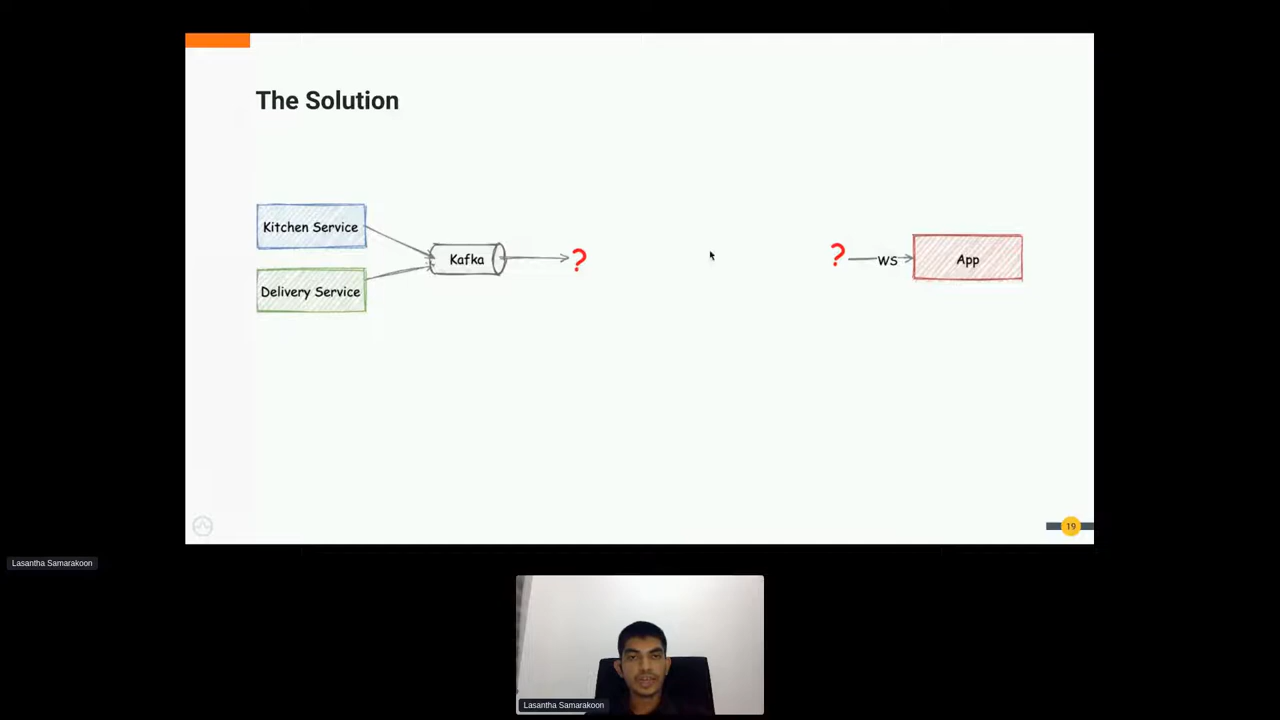 The Solution
Kitchen Service
Delivery Service
Kafka
?
?
ws
App
19
Lasantha Samarakoon
Lasantha Samarakoon